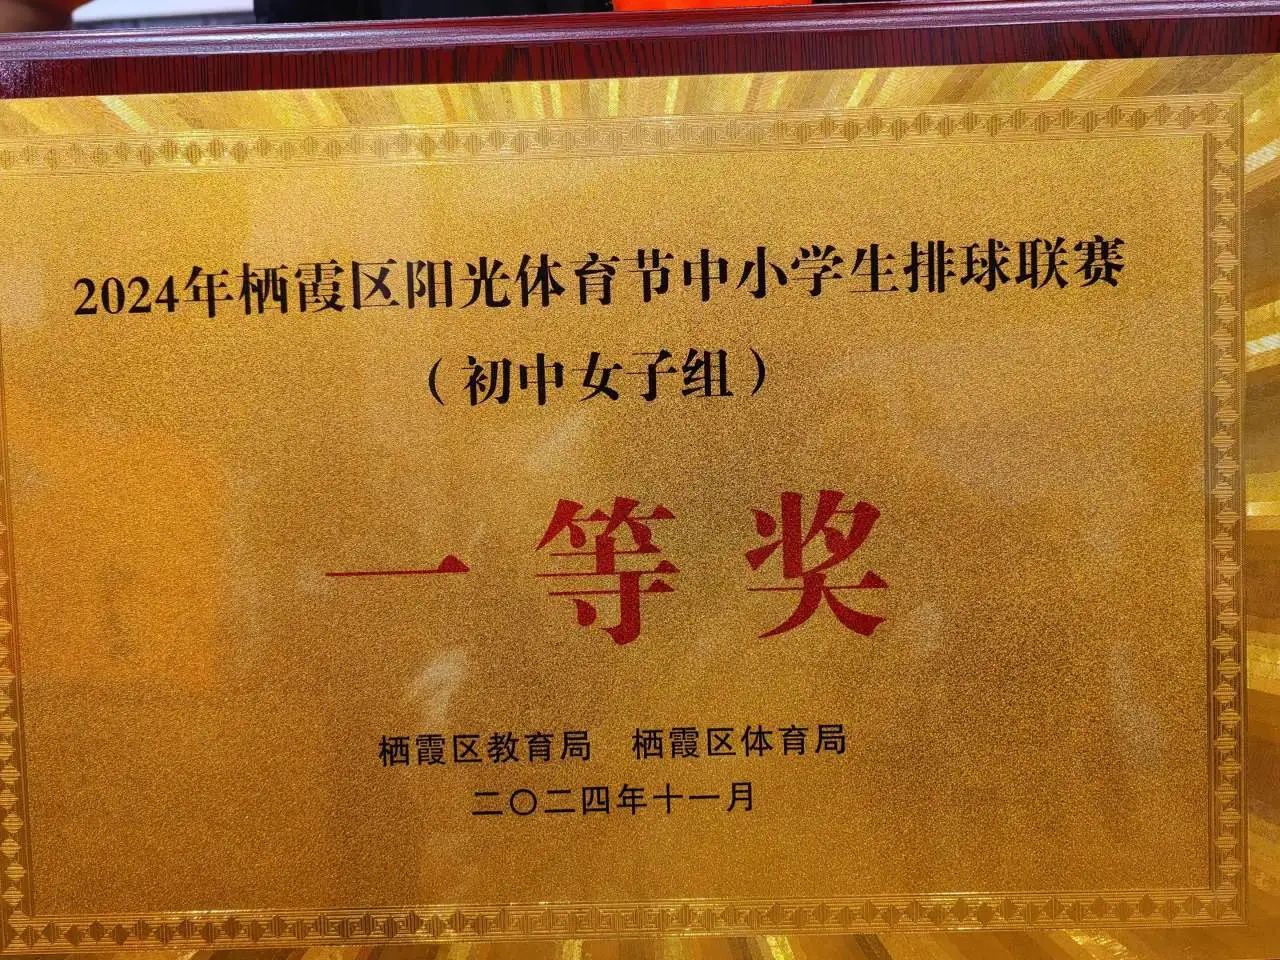 2024年栖霞区阳光体育节中小学生排球联赛
（初中女子组）
一等奖
栖霞区教育局　栖霞区体育局
二〇二四年十一月